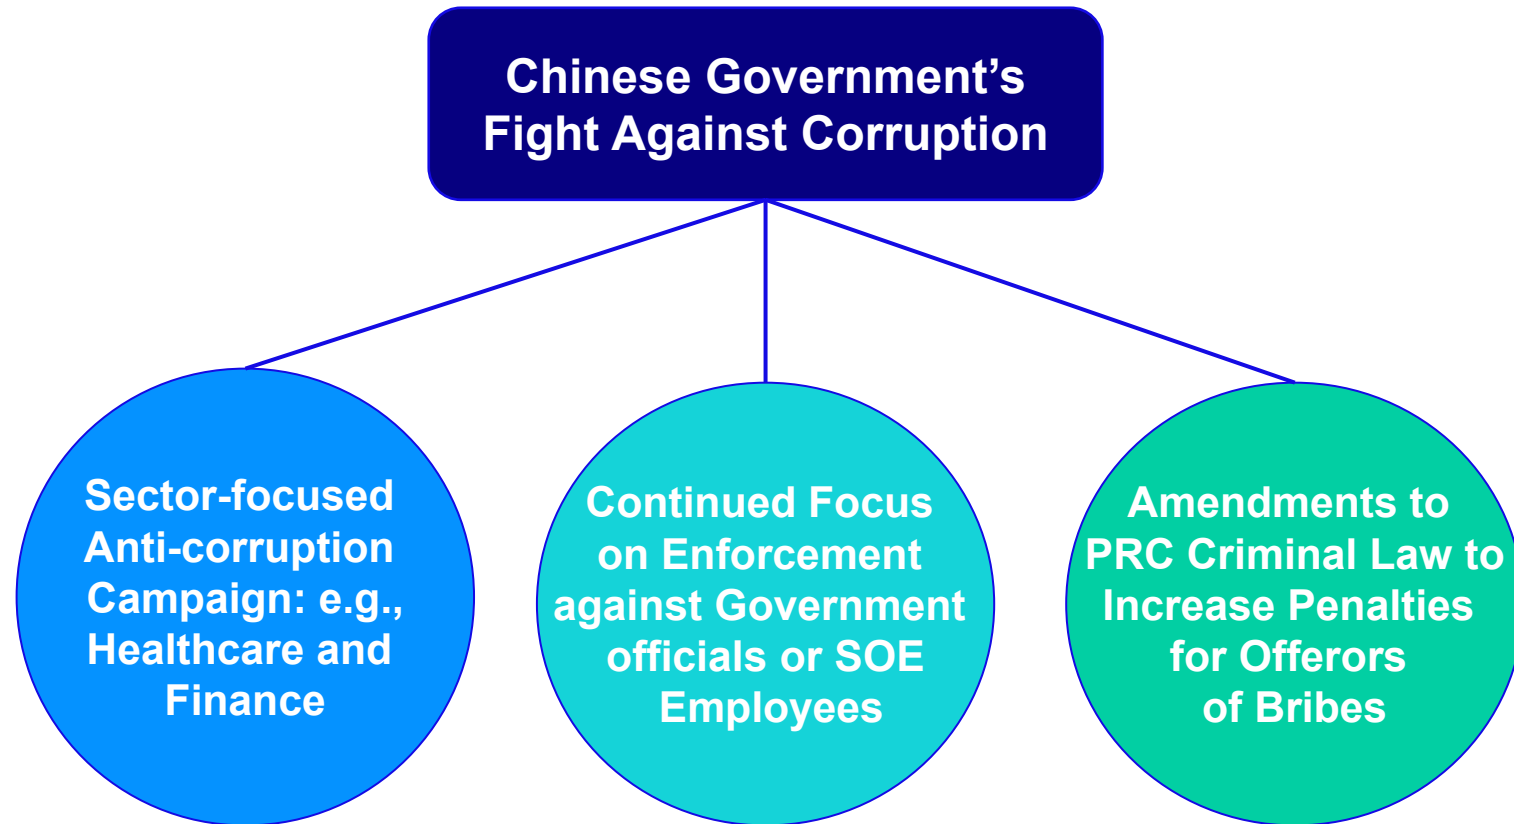 Chinese Government’s
Fight Against Corruption
Sector-focused
Anti-corruption
Campaign: e.g.,
Healthcare and
Finance
Continued Focus
on Enforcement
against Government
officials or SOE
Employees
Amendments to
PRC Criminal Law to
Increase Penalties
for Offerors
of Bribes